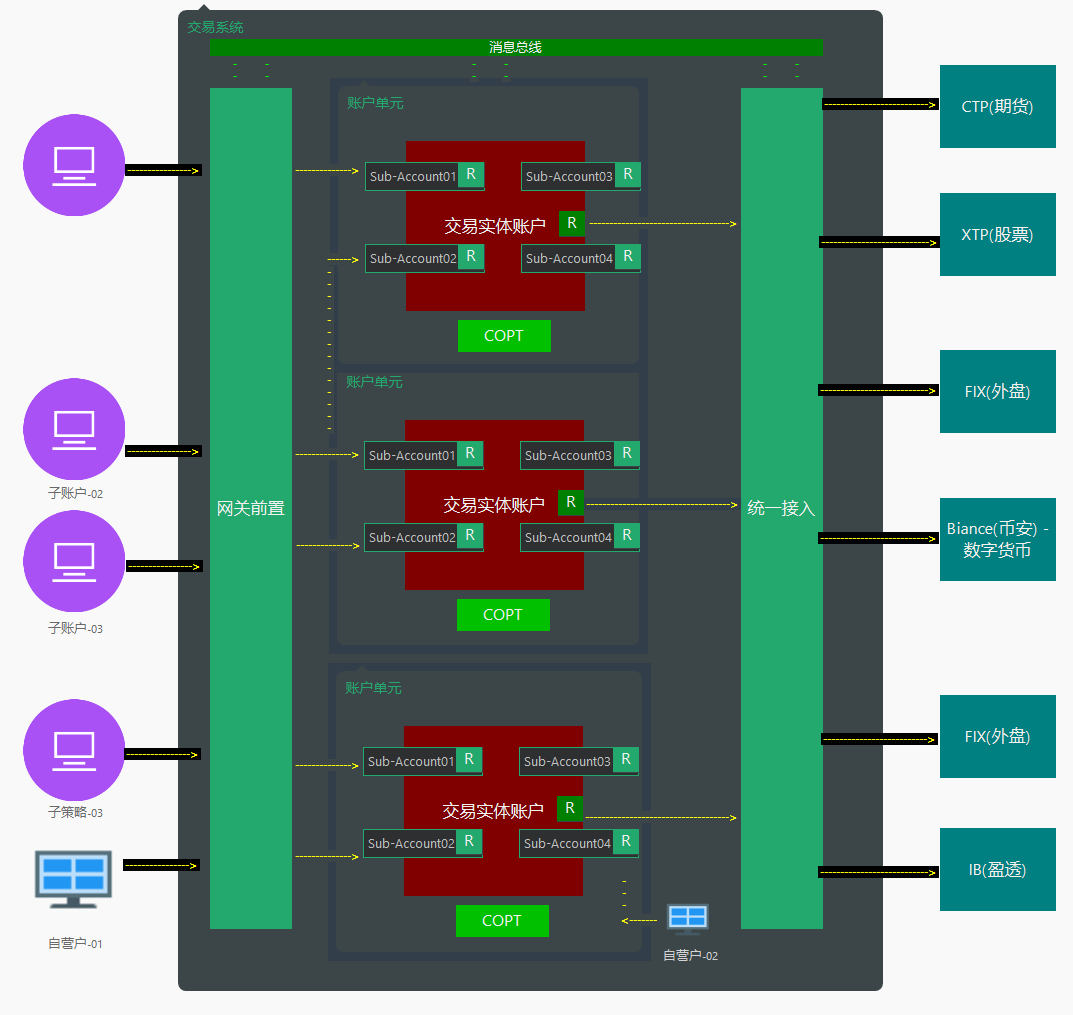 交易系统
消息总线
账户单元
Sub-Account01
R
Sub-Account03
R
交易实体账户
R
Sub-Account02
R
Sub-Account04
R
COPT
账户单元
Sub-Account01
R
Sub-Account03
R
交易实体账户
R
Sub-Account02
R
Sub-Account04
R
COPT
账户单元
Sub-Account01
R
Sub-Account03
R
交易实体账户
R
Sub-Account02
R
Sub-Account04
R
COPT
自营户-02
网关前置
统一接入
子账户-02
子账户-03
子策略-03
自营户-01
CTP(期货)
XTP(股票)
FIX(外盘)
Biance(币安) -
数字货币
FIX(外盘)
IB(盈透)